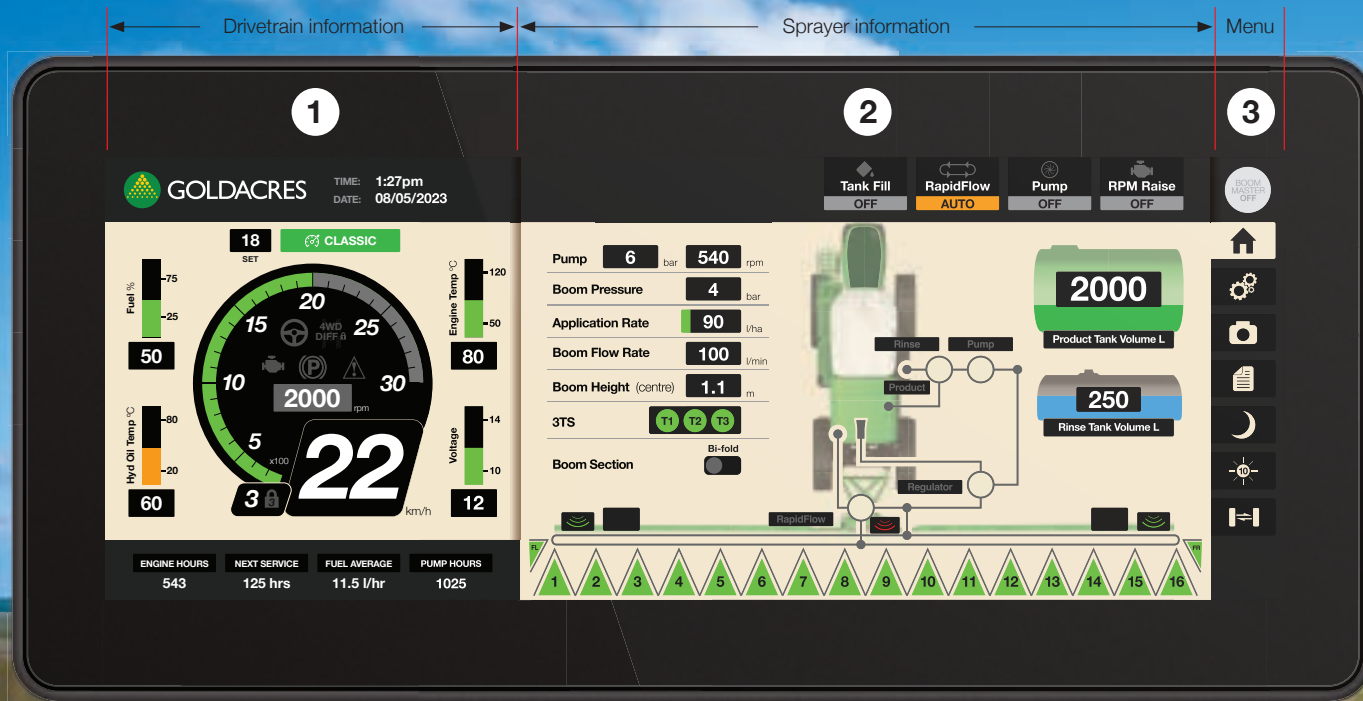 Drivetrain information
Sprayer information
Menu
1
2
3
GOLDACRES
TIME: 1:27pm
DATE: 08/05/2023
Tank Fill
OFF
RapidFlow
AUTO
Pump
OFF
RPM Raise
OFF
BOOM
MASTER
OFF
18
SET
CLASSIC
Fuel %
75
25
50
Engine Temp °C
120
50
80
Hyd Oil Temp °C
80
20
60
Voltage
14
10
12
5
10
15
20
25
30
x100
4WD
DIFF
P
2000 rpm
22
km/h
3
3
ENGINE HOURS
543
NEXT SERVICE
125 hrs
FUEL AVERAGE
11.5 l/hr
PUMP HOURS
1025
Pump 6 bar 540 rpm
Boom Pressure 4 bar
Application Rate 90 l/ha
Boom Flow Rate 100 l/min
Boom Height (centre) 1.1 m
3TS T1 T2 T3
Bi-fold
Boom Section
Rinse
Pump
Product
Regulator
RapidFlow
2000
Product Tank Volume L
250
Rinse Tank Volume L
FL 1 2 3 4 5 6 7 8 9 10 11 12 13 14 15 16 FR
10